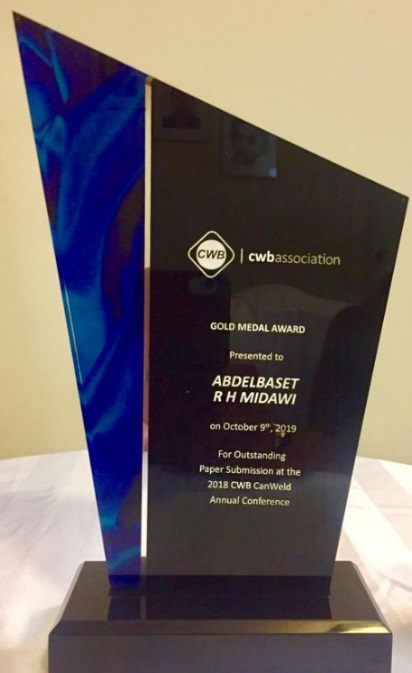 CWB | cwbassociation
GOLD MEDAL AWARD
Presented to
ABDELBASET
R H MIDAWI
on October 9th, 2019
For Outstanding
Paper Submission at the
2018 CWB CanWeld
Annual Conference